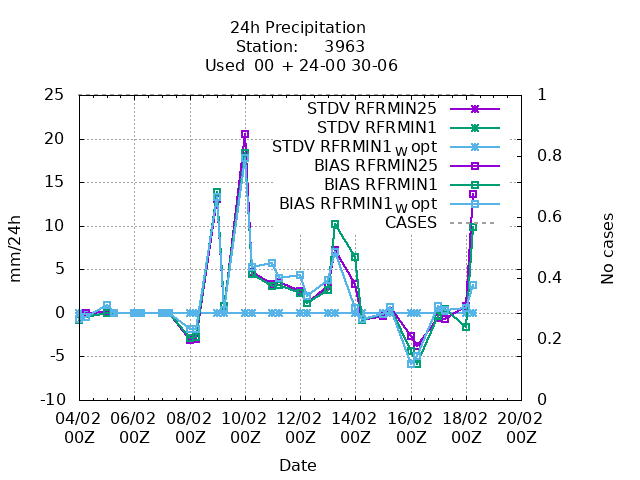 24h Precipitation
Station: 3963
Used 00 + 24-00 30-06
25 1
STDV RFRMIN25
STDV RFRMIN1
20
STDV RFRMIN1W opt
0.8
BIAS RFRMIN25
15
BIAS RFRMIN1
BIAS RFRMIN1W opt
0.6
CASES
10
mm/24h
No cases
5
0.4
0
0.2
-5
-10 0
04/02 06/02 08/02 10/02 12/02 14/02 16/02 18/02 20/02
00Z 00Z 00Z 00Z 00Z 00Z 00Z 00Z 00Z
Date